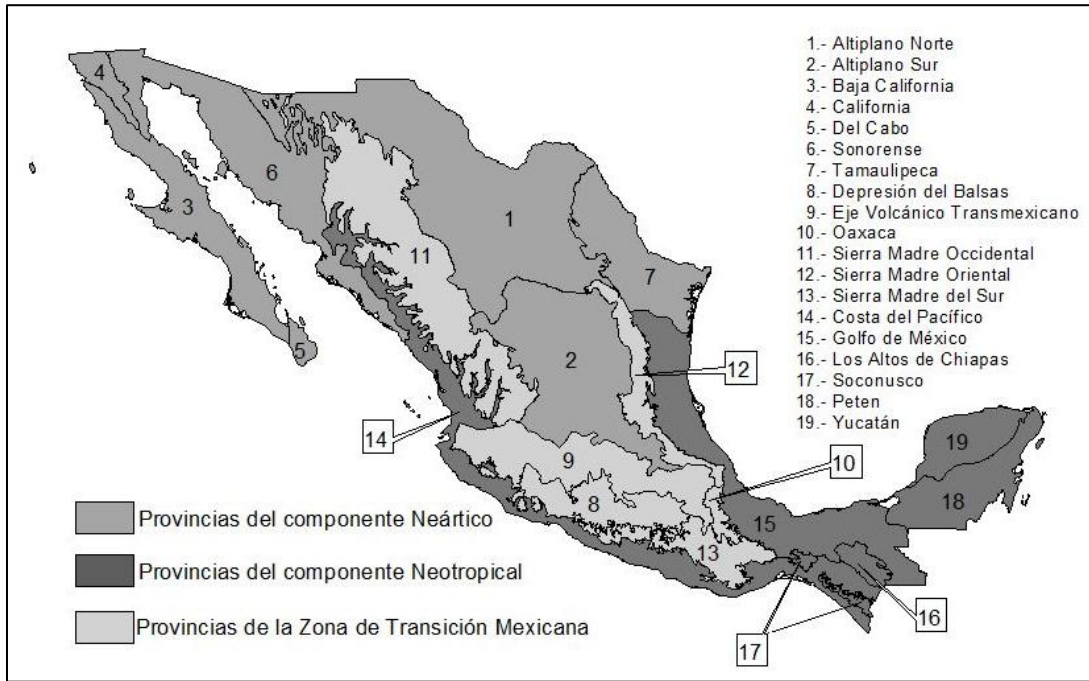 1.- Altiplano Norte
2.- Altiplano Sur
3.- Baja California
4.- California
5.- Del Cabo
6.- Sonorense
7.- Tamaulipeca
8.- Depresión del Balsas
9.- Eje Volcánico Transmexicano
10.- Oaxaca
11.- Sierra Madre Occidental
12.- Sierra Madre Oriental
13.- Sierra Madre del Sur
14.- Costa del Pacífico
15.- Golfo de México
16.- Los Altos de Chiapas
17.- Soconusco
18.- Peten
19.- Yucatán
4
6
3
1
11
7
5
2
12
14
9
10
19
18
8
15
13
16
17
Provincias del componente Neártico
Provincias del componente Neotropical
Provincias de la Zona de Transición Mexicana